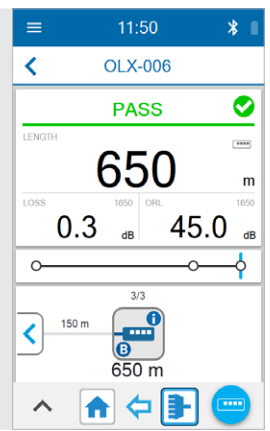 11:50
OLX-006
PASS
LENGTH
650 m
LOSS 1650 ORL 1650
0.3 dB 45.0 dB
3/3
150 m
i
B
650 m